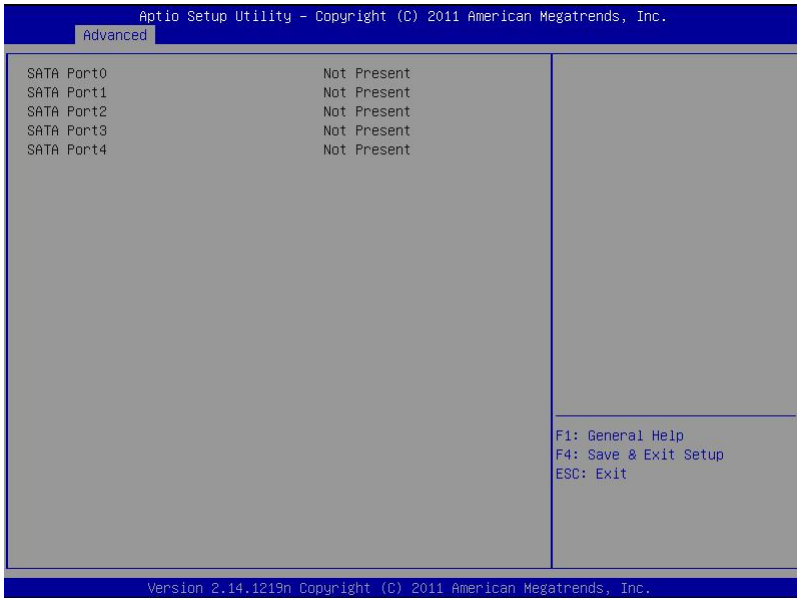 Aptio Setup Utility – Copyright (C) 2011 American Megatrends, Inc.
Advanced
SATA Port0 Not Present
SATA Port1 Not Present
SATA Port2 Not Present
SATA Port3 Not Present
SATA Port4 Not Present
F1: General Help
F4: Save & Exit Setup
ESC: Exit
Version 2.14.1219n Copyright (C) 2011 American Megatrends, Inc.